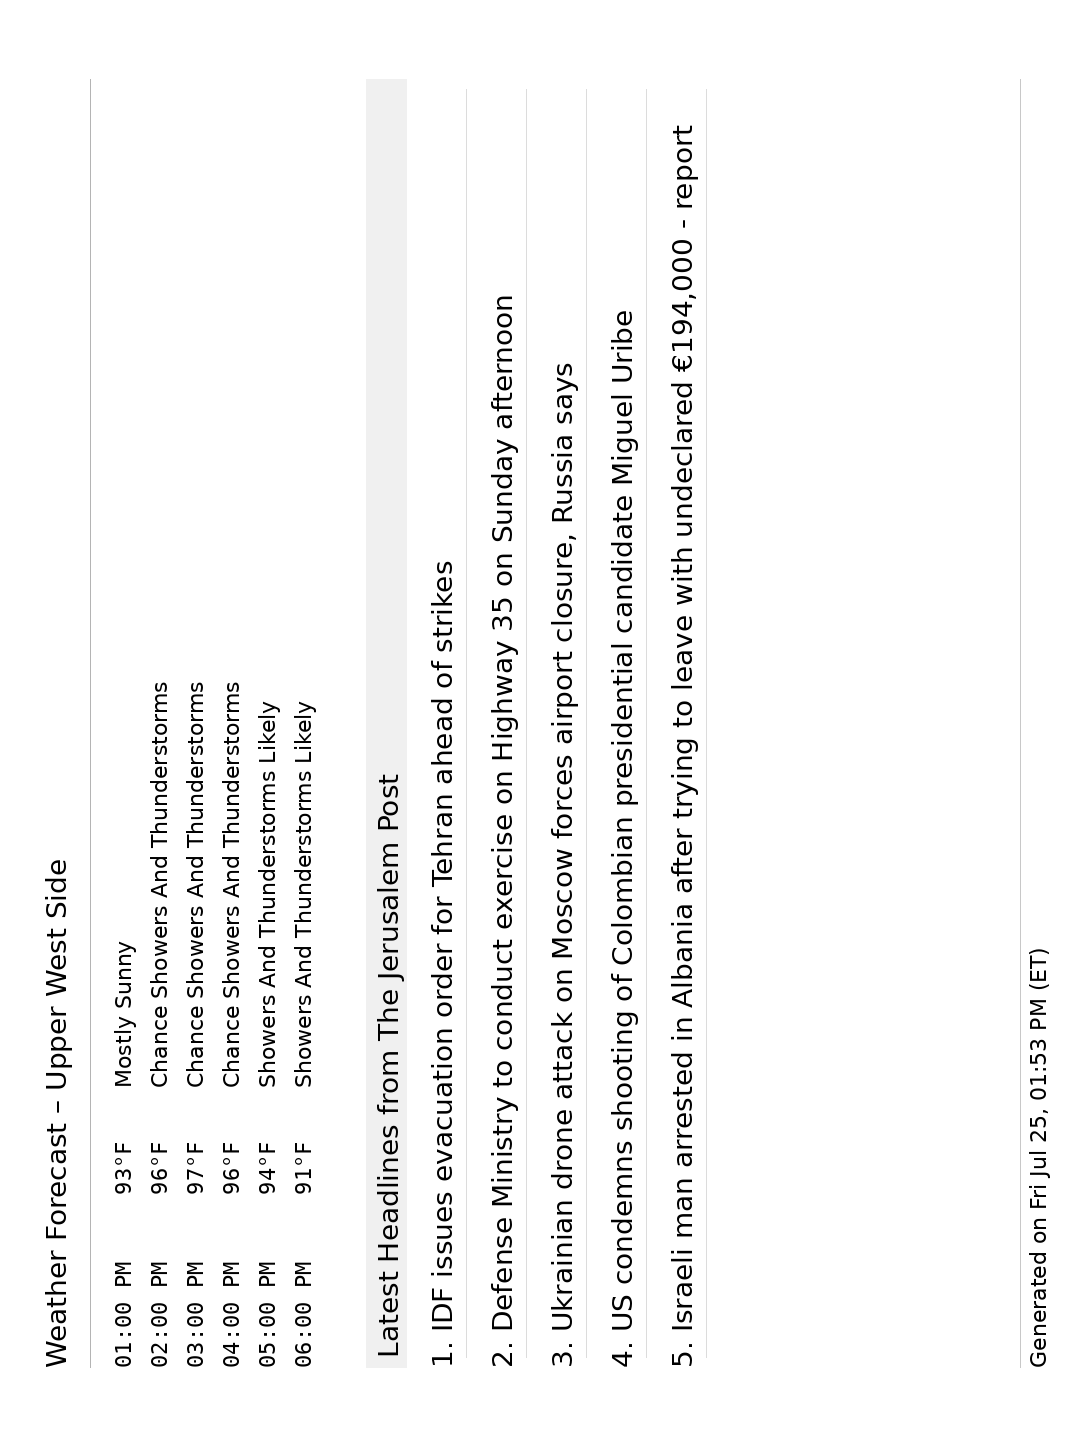 Weather Forecast – Upper West Side
01:00 PM 93°F Mostly Sunny
02:00 PM 96°F Chance Showers And Thunderstorms
03:00 PM 97°F Chance Showers And Thunderstorms
04:00 PM 96°F Chance Showers And Thunderstorms
05:00 PM 94°F Showers And Thunderstorms Likely
06:00 PM 91°F Showers And Thunderstorms Likely
Latest Headlines from The Jerusalem Post
1. IDF issues evacuation order for Tehran ahead of strikes
2. Defense Ministry to conduct exercise on Highway 35 on Sunday afternoon
3. Ukrainian drone attack on Moscow forces airport closure, Russia says
4. US condemns shooting of Colombian presidential candidate Miguel Uribe
5. Israeli man arrested in Albania after trying to leave with undeclared €194,000 - report
Generated on Fri Jul 25, 01:53 PM (ET)